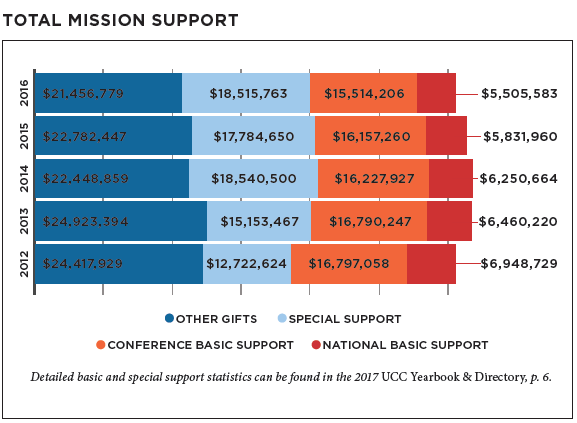 TOTAL MISSION SUPPORT
2016 $21.456.779 $18,515,763 $15,514,206 $5,505,583
2015 $22.782.447 $17,784,650 $16,157,260 $5,831,960
2014 $22.448.859 $18,540,500 $16,227,927 $6,250,664
2013 $24.923.394 $15,153,467 $16,790,247 $6,460,220
2012 $24.417.929 $12,722,624 $16,797,058 $6,948,729
OTHER GIFTS SPECIAL SUPPORT
CONFERENCE BASIC SUPPORT NATIONAL BASIC SUPPORT
Detailed basic and special support statistics can be found in the 2017 UCC Yearbook & Directory, p. 6.